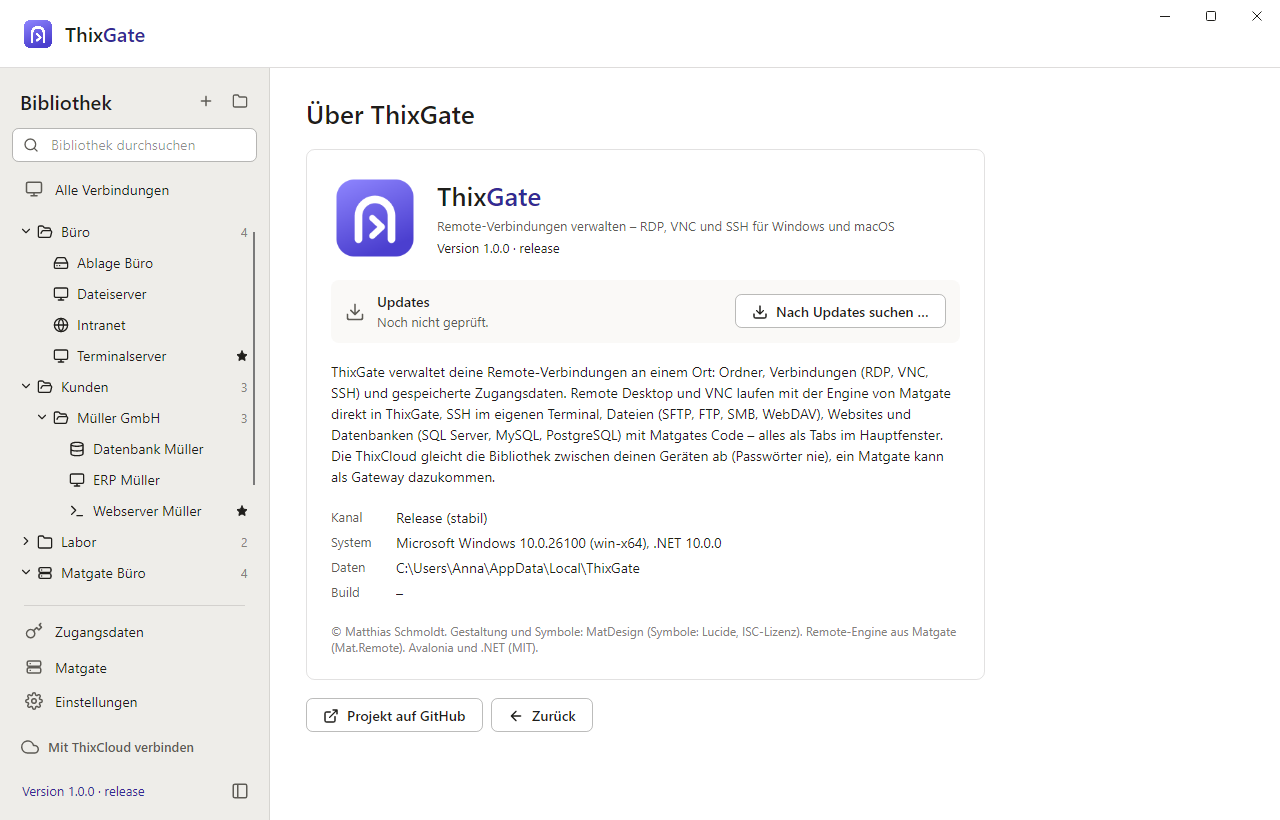 ThixGate
Bibliothek
Bibliothek durchsuchen
Alle Verbindungen
Büro 4
Ablage Büro
Dateiserver
Intranet
Terminalserver
Kunden 3
Müller GmbH 3
Datenbank Müller
ERP Müller
Webserver Müller
Labor 2
Matgate Büro 4
Zugangsdaten
Matgate
Einstellungen
Mit ThixCloud verbinden
Version 1.0.0 · release
Über ThixGate
ThixGate
Remote-Verbindungen verwalten – RDP, VNC und SSH für Windows und macOS
Version 1.0.0 · release
Updates
Noch nicht geprüft.
Nach Updates suchen ...
ThixGate verwaltet deine Remote-Verbindungen an einem Ort: Ordner, Verbindungen (RDP, VNC,
SSH) und gespeicherte Zugangsdaten. Remote Desktop und VNC laufen mit der Engine von Matgate
direkt in ThixGate, SSH im eigenen Terminal, Dateien (SFTP, FTP, SMB, WebDAV), Websites und
Datenbanken (SQL Server, MySQL, PostgreSQL) mit Matgates Code – alles als Tabs im Hauptfenster.
Die ThixCloud gleicht die Bibliothek zwischen deinen Geräten ab (Passwörter nie), ein Matgate kann
als Gateway dazukommen.
Kanal Release (stabil)
System Microsoft Windows 10.0.26100 (win-x64), .NET 10.0.0
Daten C:\Users\Anna\AppData\Local\ThixGate
Build –
© Matthias Schmoldt. Gestaltung und Symbole: MatDesign (Symbole: Lucide, ISC-Lizenz). Remote-Engine aus Matgate
(Mat.Remote). Avalonia und .NET (MIT).
Projekt auf GitHub
Zurück